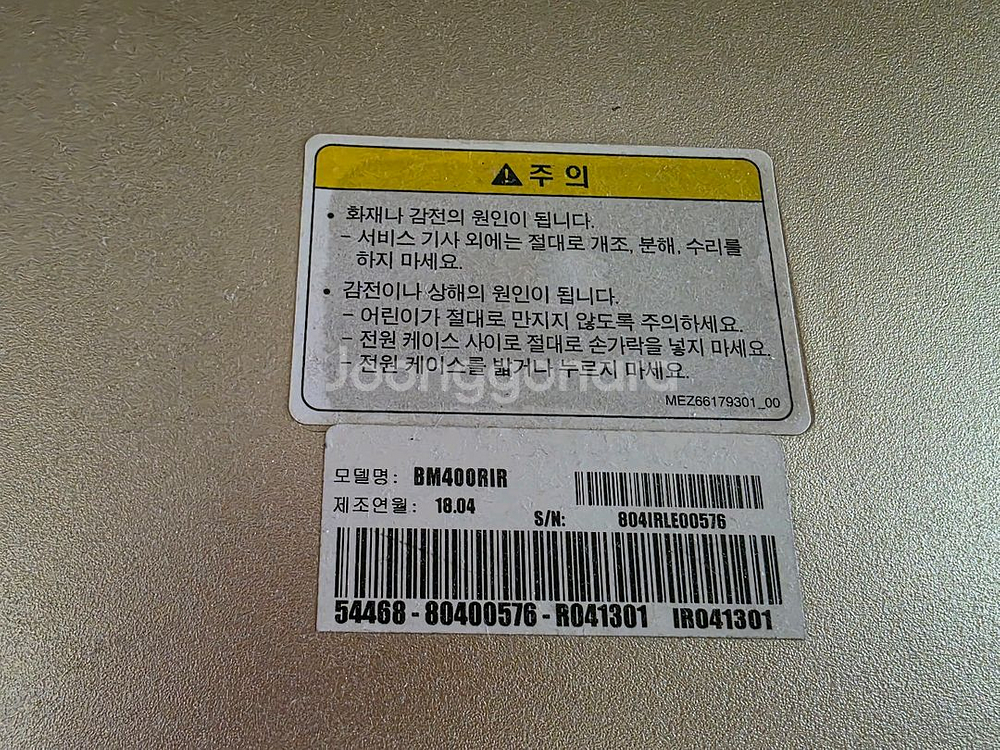 ⚠주의
• 화재나 감전의 원인이 됩니다.
- 서비스 기사 외에는 절대로 개조, 분해, 수리를
하지 마세요.
• 감전이나 상해의 원인이 됩니다.
- 어린이가 절대로 만지지 않도록 주의하세요.
- 전원 케이스 사이로 절대로 손가락을 넣지 마세요.
- 전원 케이스를 밟거나 누르지 마세요.
Joonggonara
MEZ66179301_00
모델명: BM400RIR
제조연월: 18.04
S/N: 804IRLE00576
54468 - 80400576 - R041301 IR041301